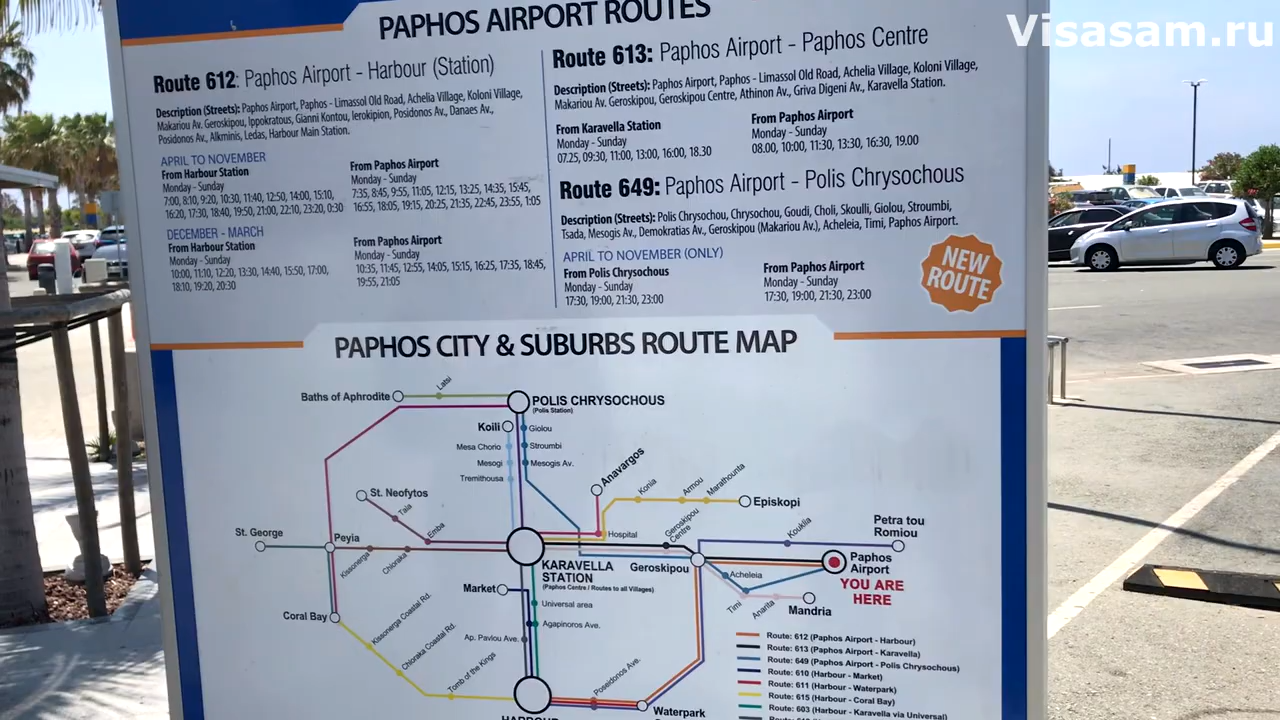 Visasam.ru
PAPHOS AIRPORT ROUTES
Route 612: Paphos Airport - Harbour (Station)
Description (Streets): Paphos Airport, Paphos - Limassol Old Road, Achelia Village, Koloni Village,
Makariou Av. Geroskipou, Ippokratous, Gianni Kontou, Ierokipion, Posidonos Av., Danaes Av.,
Posidonos Av., Alkminis, Ledas, Harbour Main Station.
APRIL TO NOVEMBER
From Harbour Station
Monday - Sunday
7:00, 8:10, 9:20, 10:30, 11:40, 12:50, 14:00, 15:10,
16:20, 17:30, 18:40, 19:50, 21:00, 22:10, 23:20, 0:30
From Paphos Airport
Monday - Sunday
7:35, 8:45, 9:55, 11:05, 12:15, 13:25, 14:35, 15:45,
16:55, 18:05, 19:15, 20:25, 21:35, 22:45, 23:55, 1:05
DECEMBER - MARCH
From Harbour Station
Monday - Sunday
10:00, 11:10, 12:20, 13:30, 14:40, 15:50, 17:00,
18:10, 19:20, 20:30
From Paphos Airport
Monday - Sunday
10:35, 11:45, 12:55, 14:05, 15:15, 16:25, 17:35, 18:45,
19:55, 21:05
Route 613: Paphos Airport - Paphos Centre
Description (Streets): Paphos Airport, Paphos - Limassol Old Road, Achelia Village, Koloni Village,
Makariou Av. Geroskipou, Geroskipou Centre, Athinon Av., Griva Digeni Av., Karavella Station.
From Karavella Station
Monday - Sunday
07.25, 09:30, 11:00, 13:00, 16:00, 18.30
From Paphos Airport
Monday - Sunday
08.00, 10:00, 11:30, 13:30, 16:30, 19.00
Route 649: Paphos Airport - Polis Chrysochous
Description (Streets): Polis Chrysochou, Chrysochou, Goudi, Choli, Skoulli, Giolou, Stroumbi,
Tsada, Mesogis Av., Demokratias Av., Geroskipou (Makariou Av.), Acheleia, Timi, Paphos Airport.
APRIL TO NOVEMBER (ONLY)
From Polis Chrysochous
Monday - Sunday
17:30, 19:00, 21:30, 23:00
From Paphos Airport
Monday - Sunday
17:30, 19:00, 21:30, 23:00
NEW
ROUTE
PAPHOS CITY & SUBURBS ROUTE MAP
Baths of Aphrodite
Latsi
POLIS CHRYSOCHOUS
(Polis Station)
Koili
Giolou
Mesa Chorio
Stroumbi
Mesogi
Mesogis Av.
Tremithousa
Anavargos
St. Neofytos
Tala
Emba
Konia
Armou
Marathounta
Episkopi
St. George
Peyia
Kissonerga
Chloraka
Hospital
Geroskipou
Centre
Kouklia
Petra tou
Romiou
KARAVELLA
STATION
(Paphos Centre / Routes to all Villages)
Geroskipou
Paphos
Airport
YOU ARE
HERE
Acheleia
Timi
Anarita
Mandria
Market
Universal area
Agapinoros Ave.
Ap. Pavlou Ave.
Coral Bay
Kissonerga Coastal Rd.
Chloraka Coastal Rd.
Tomb of the Kings
Poseidonos Ave.
HARBOUR
Waterpark
Route: 612 (Paphos Airport - Harbour)
Route: 613 (Paphos Airport - Karavella)
Route: 649 (Paphos Airport - Polis Chrysochous)
Route: 610 (Harbour - Market)
Route: 611 (Harbour - Waterpark)
Route: 615 (Harbour - Coral Bay)
Route: 603 (Harbour - Karavella via Universal)